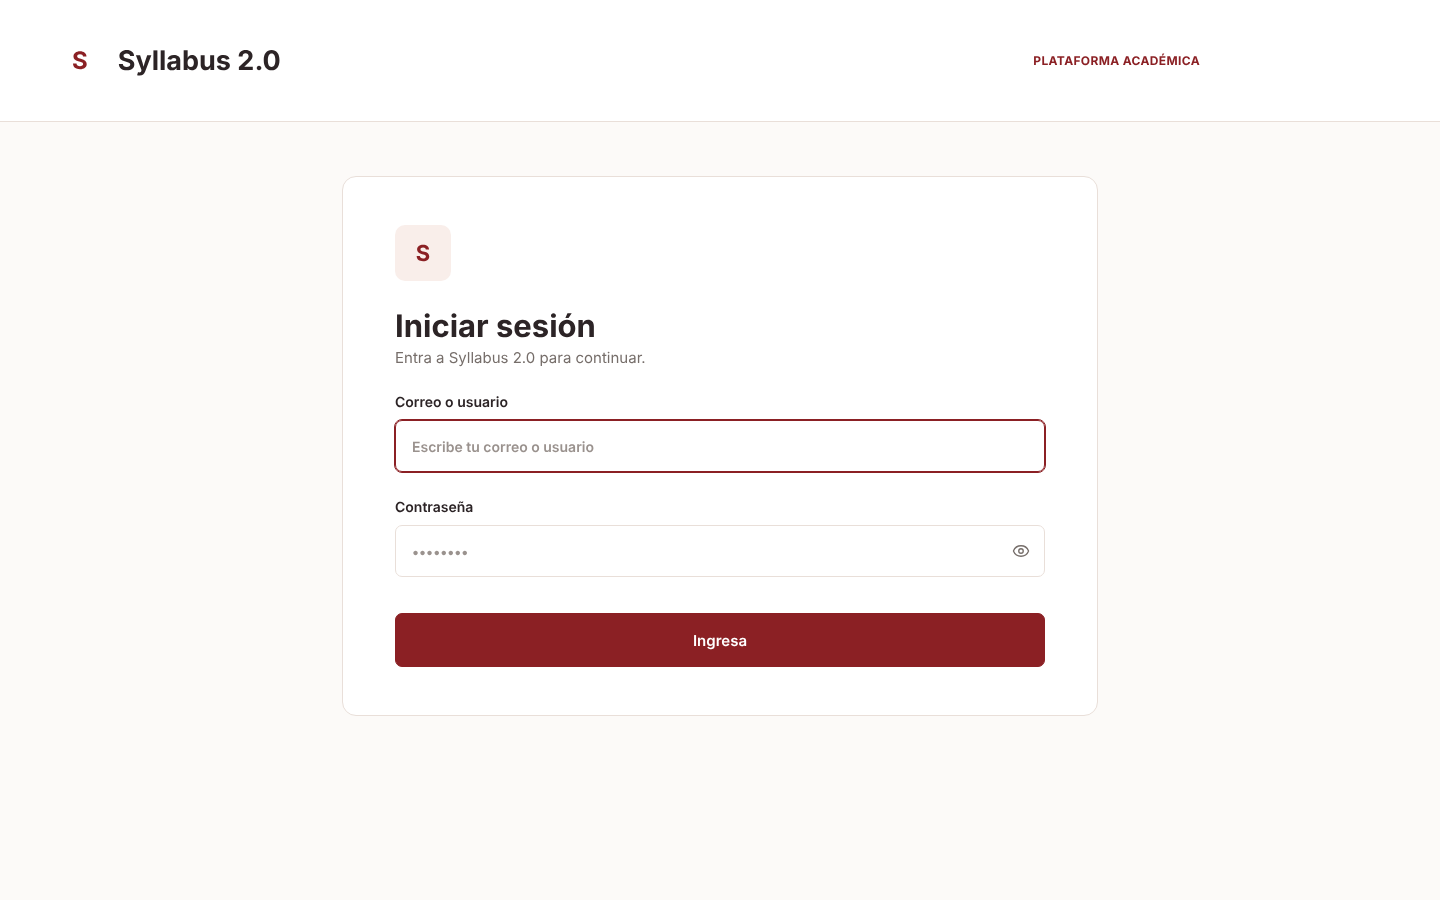 S Syllabus 2.0
PLATAFORMA ACADÉMICA
S
Iniciar sesión
Entra a Syllabus 2.0 para continuar.
Correo o usuario
Escribe tu correo o usuario
Contraseña
••••••••
Ingresa